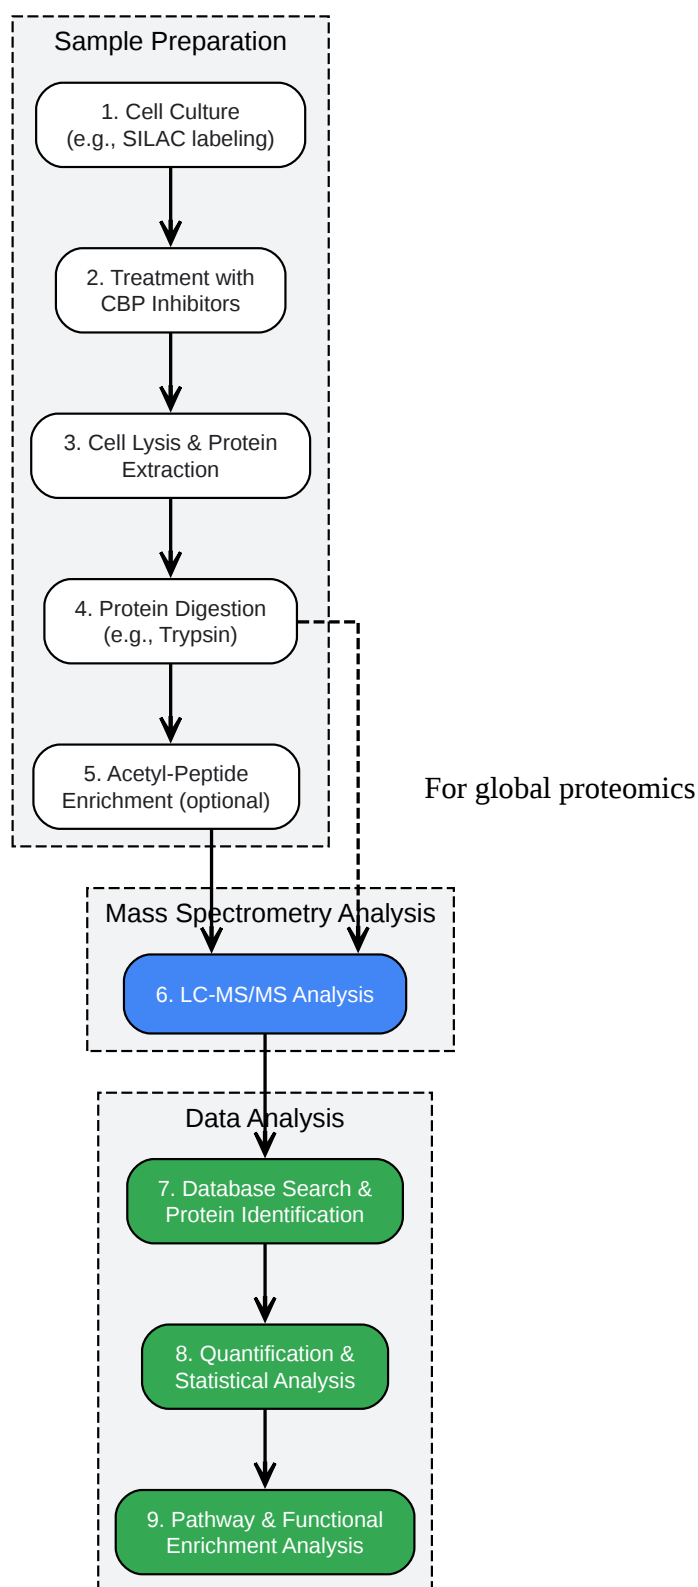 Sample Preparation
1. Cell Culture
(e.g., SILAC labeling)
2. Treatment with
CBP Inhibitors
3. Cell Lysis & Protein
Extraction
4. Protein Digestion
(e.g., Trypsin)
5. Acetyl-Peptide
Enrichment (optional)
For global proteomics
Mass Spectrometry Analysis
6. LC-MS/MS Analysis
Data Analysis
7. Database Search &
Protein Identification
8. Quantification &
Statistical Analysis
9. Pathway & Functional
Enrichment Analysis